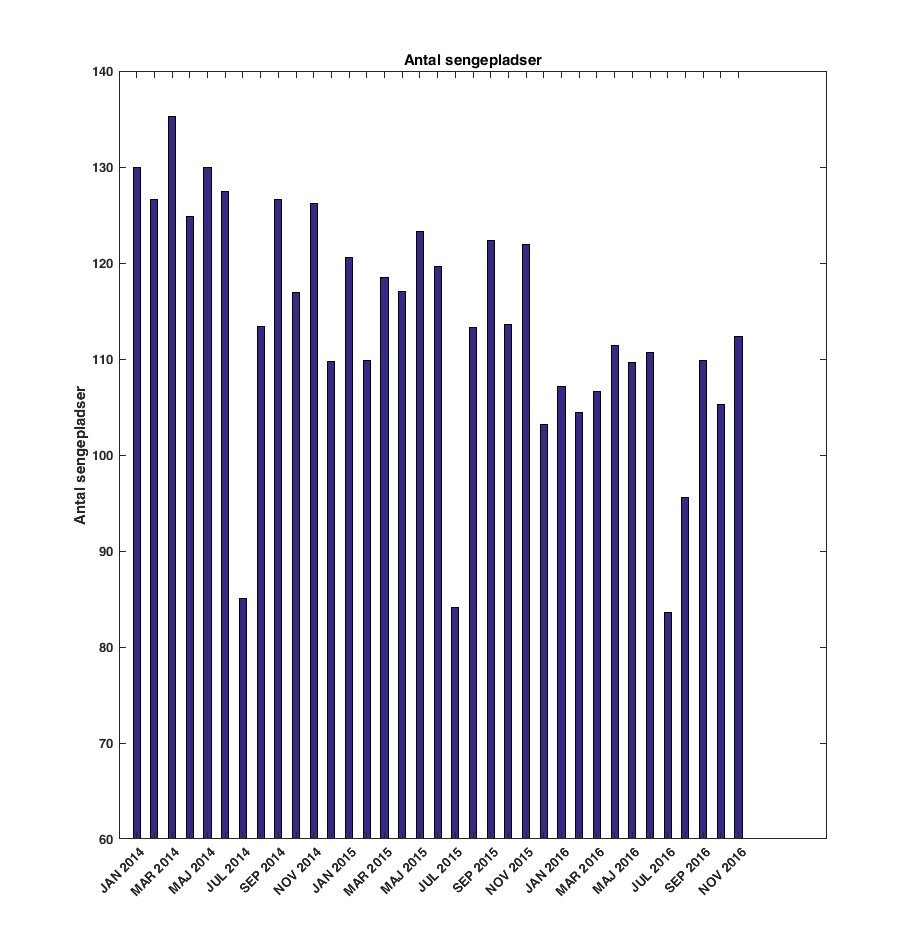 Antal sengepladser
140
130
120
110
100
90
80
70
60
Antal sengepladser
JAN 2014
MAR 2014
MAJ 2014
JUL 2014
SEP 2014
NOV 2014
JAN 2015
MAR 2015
MAJ 2015
JUL 2015
SEP 2015
NOV 2015
JAN 2016
MAR 2016
MAJ 2016
JUL 2016
SEP 2016
NOV 2016